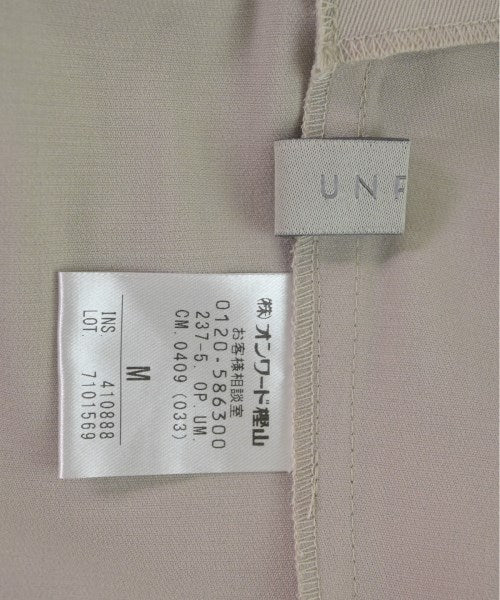 UNF
(株)オンワード樫山
お客様相談室
0120-586300
237-5. OP. UM.
CM. 0409 (033)
M
INS 410888
LOT. 7101569